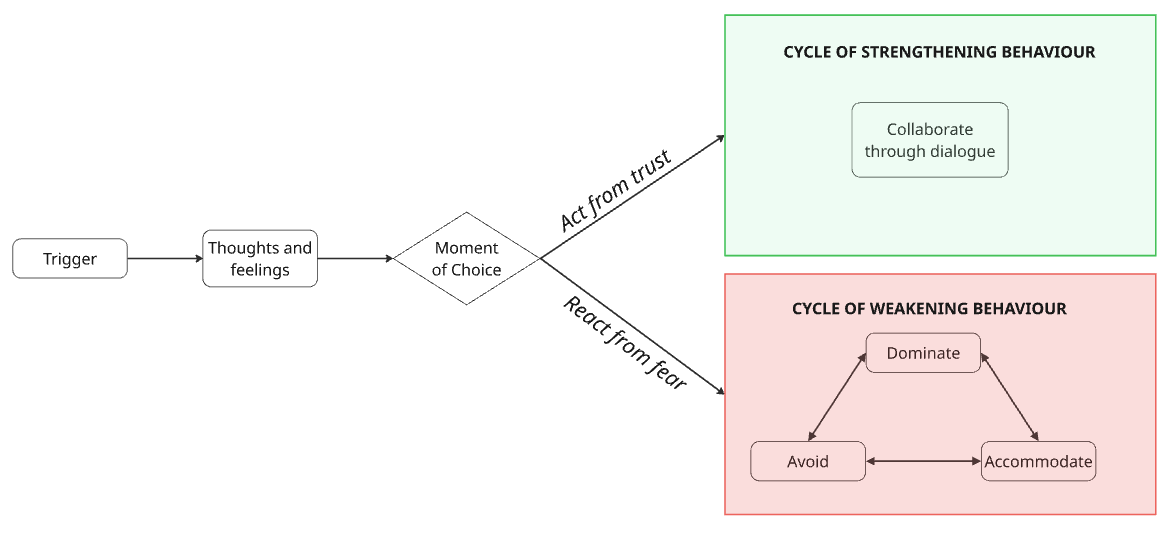 Trigger
Thoughts and
feelings
Moment
of Choice
Act from trust
React from fear
CYCLE OF STRENGTHENING BEHAVIOUR
Collaborate
through dialogue
CYCLE OF WEAKENING BEHAVIOUR
Dominate
Avoid
Accommodate